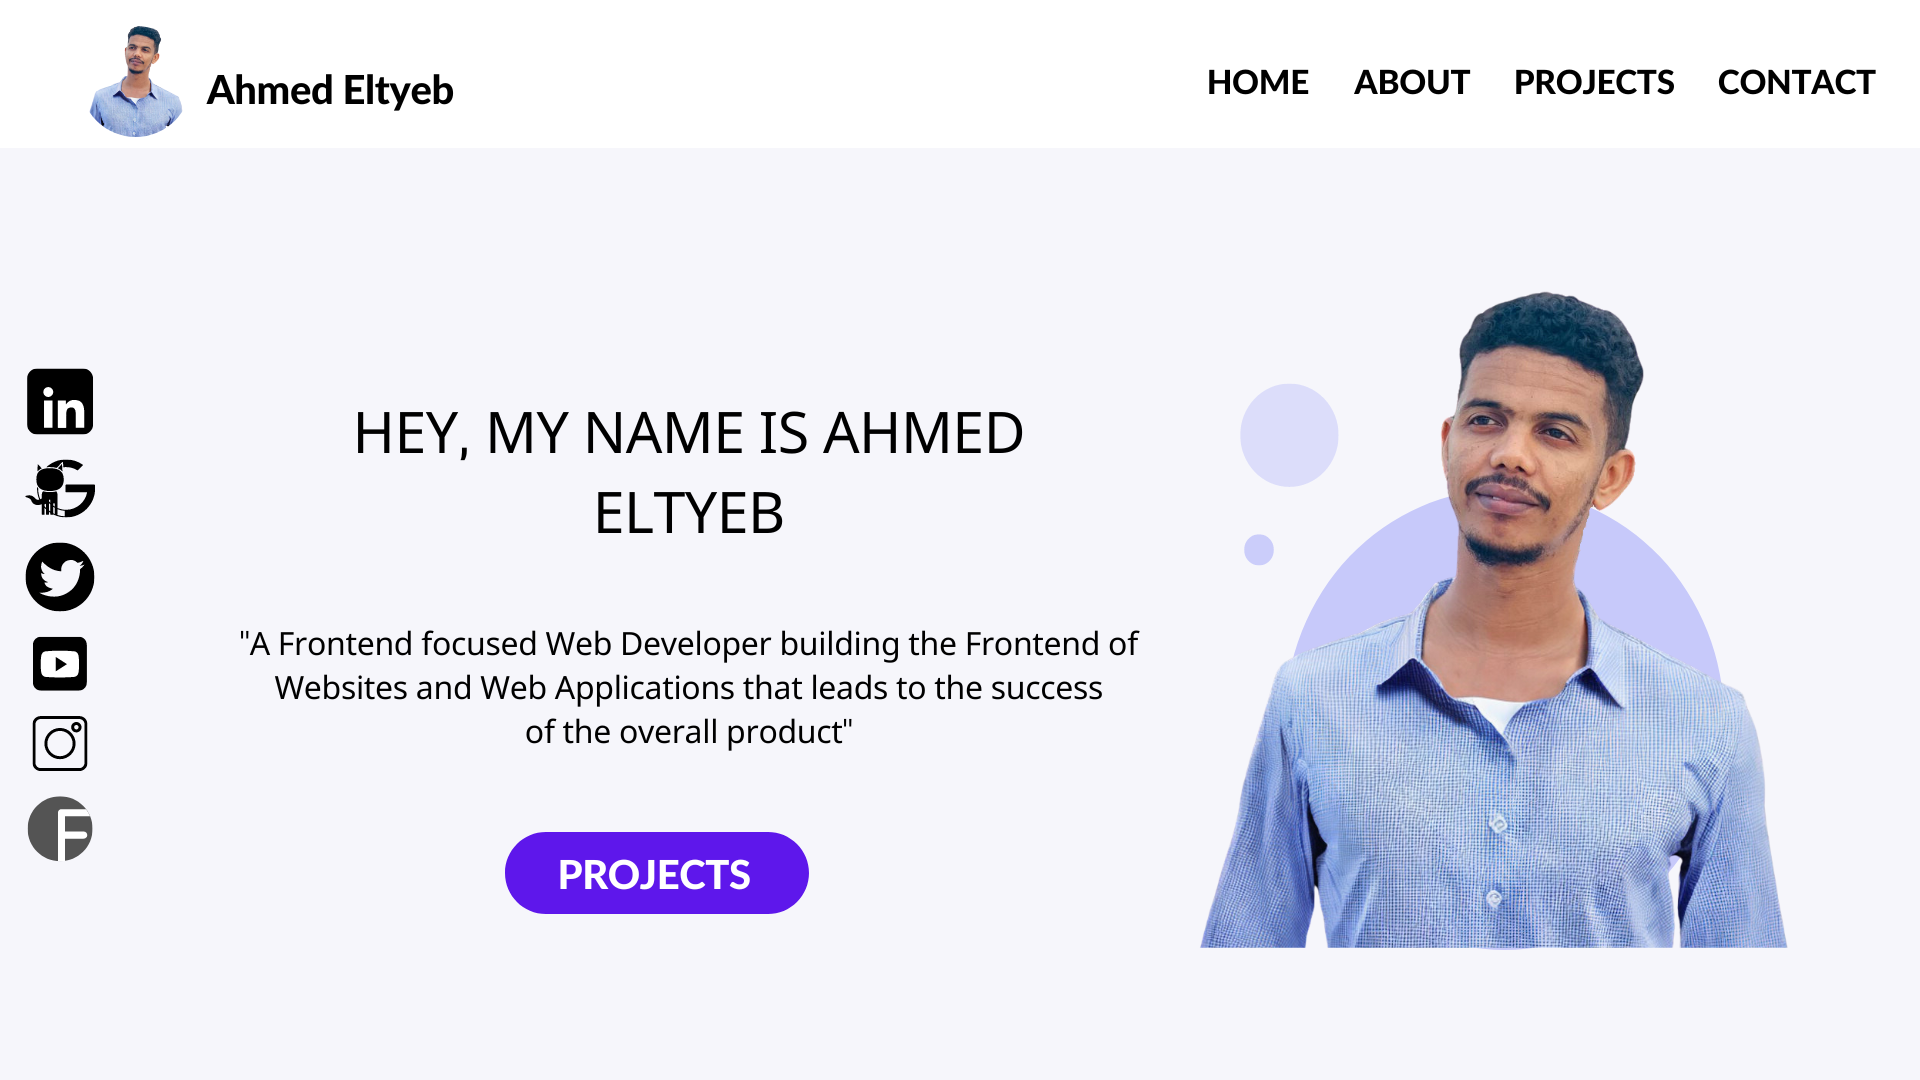 Ahmed Eltyeb
HOME ABOUT PROJECTS CONTACT
in
G
HEY, MY NAME IS AHMED
ELTYEB
"A Frontend focused Web Developer building the Frontend of
Websites and Web Applications that leads to the success
of the overall product"
F
PROJECTS